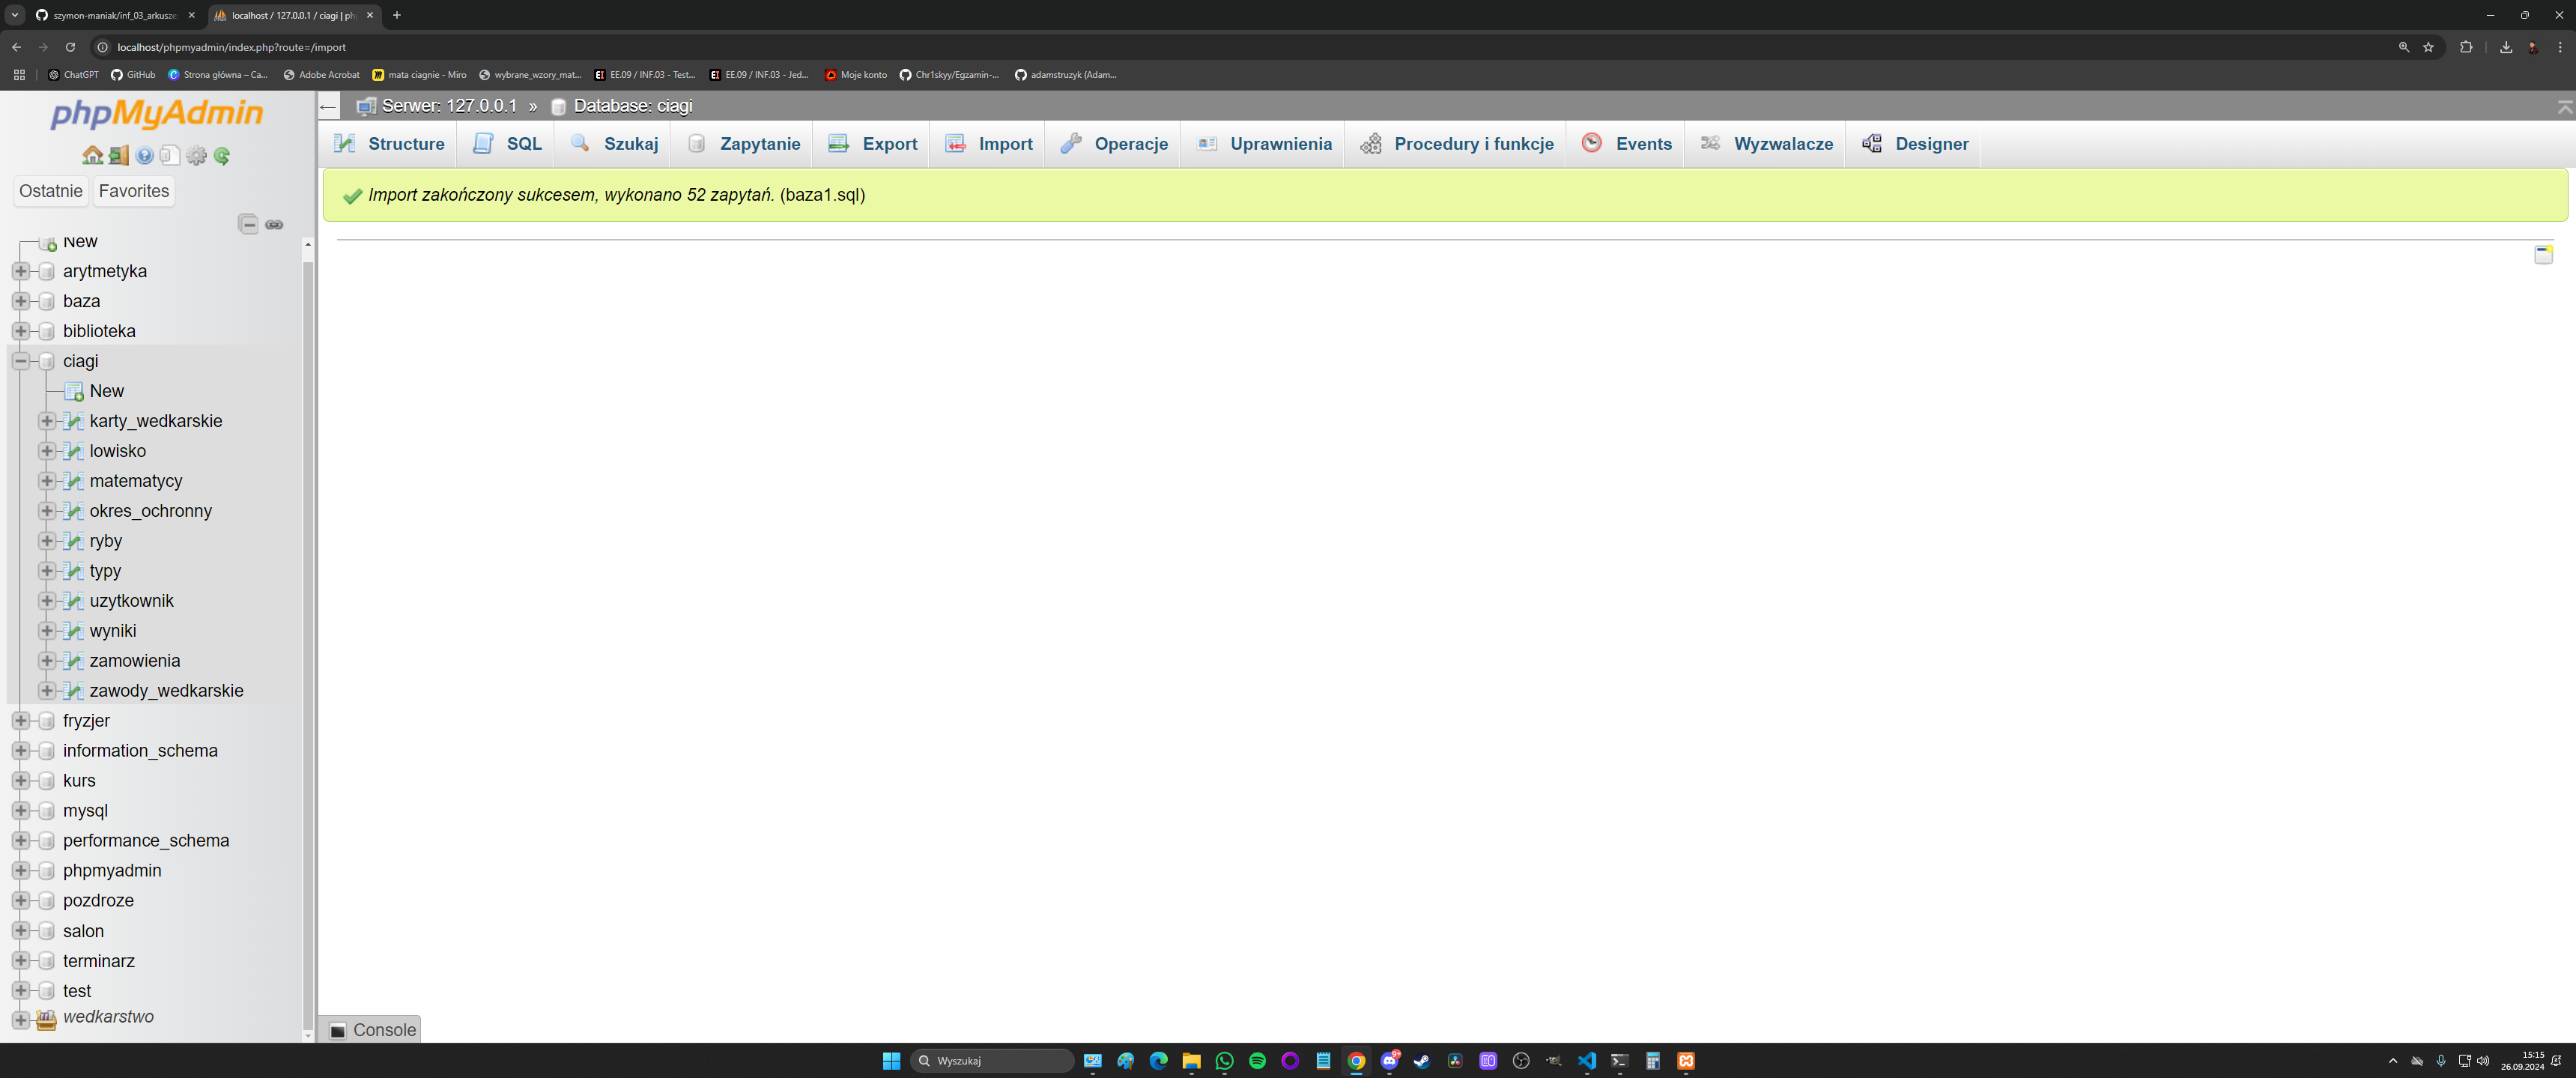 szymon-maniak/inf_03_arkusze
localhost / 127.0.0.1 / ciagi | ph
localhost/phpmyadmin/index.php?route=/import
ChatGPT
GitHub
Strona główna – Ca...
Adobe Acrobat
mata ciagnie - Miro
wybrane_wzory_mat...
EE.09 / INF.03 - Test...
EE.09 / INF.03 - Jed...
Moje konto
Chr1skyy/Egzamin-...
adamstruzyk (Adam...
phpMyAdmin
Ostatnie
Favorites
New
arytmetyka
baza
biblioteka
ciagi
New
karty_wedkarskie
lowisko
matematycy
okres_ochronny
ryby
typy
uzytkownik
wyniki
zamowienia
zawody_wedkarskie
fryzjer
information_schema
kurs
mysql
performance_schema
phpmyadmin
pozdroze
salon
terminarz
test
wedkarstwo
Serwer: 127.0.0.1 » Database: ciagi
Structure
SQL
Szukaj
Zapytanie
Export
Import
Operacje
Uprawnienia
Procedury i funkcje
Events
Wyzwalacze
Designer
Import zakończony sukcesem, wykonano 52 zapytań. (baza1.sql)
Console
Wyszukaj
15:15
26.09.2024